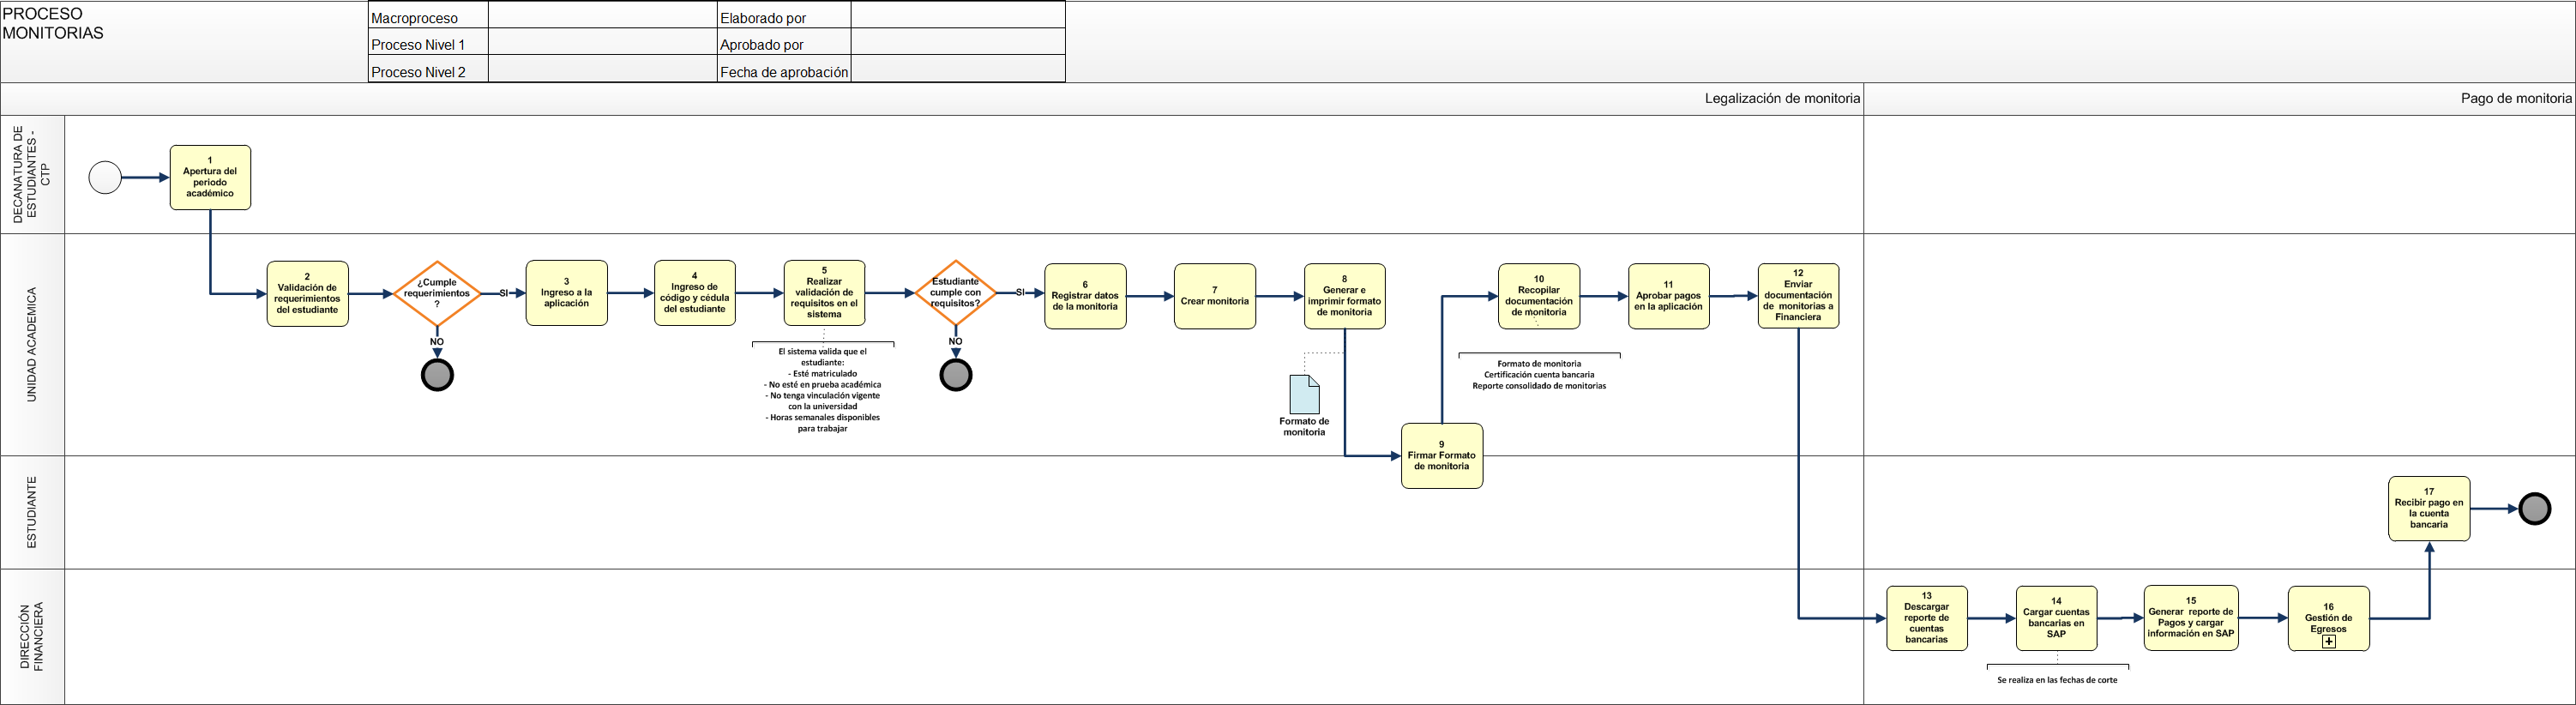 PROCESO
MONITORIAS
Macroproceso
Elaborado por
Proceso Nivel 1
Aprobado por
Proceso Nivel 2
Fecha de aprobación
Legalización de monitoria
Pago de monitoria
DECANATURA DE
ESTUDIANTES -
CTP
1
Apertura del
periodo
académico
UNIDAD ACADEMICA
2
Validación de
requerimientos
del estudiante
¿Cumple
requerimientos
?
SI
NO
3
Ingreso a la
aplicación
4
Ingreso de
código y cédula
del estudiante
5
Realizar
validación de
requisitos en el
sistema
El sistema valida que el
estudiante:
- Esté matriculado
- No esté en prueba académica
- No tenga vinculación vigente
con la universidad
- Horas semanales disponibles
para trabajar
Estudiante
cumple con
requisitos?
SI
NO
6
Registrar datos
de la monitoria
7
Crear monitoria
8
Generar e
imprimir formato
de monitoria
Formato de
monitoria
9
Firmar Formato
de monitoria
10
Recopilar
documentación
de monitoria
Formato de monitoria
Certificación cuenta bancaria
Reporte consolidado de monitorias
11
Aprobar pagos
en la aplicación
12
Enviar
documentación
de monitorias a
Financiera
ESTUDIANTE
17
Recibir pago en
la cuenta
bancaria
DIRECCIÓN
FINANCIERA
13
Descargar
reporte de
cuentas
bancarias
14
Cargar cuentas
bancarias en
SAP
Se realiza en las fechas de corte
15
Generar reporte de
Pagos y cargar
información en SAP
16
Gestión de
Egresos